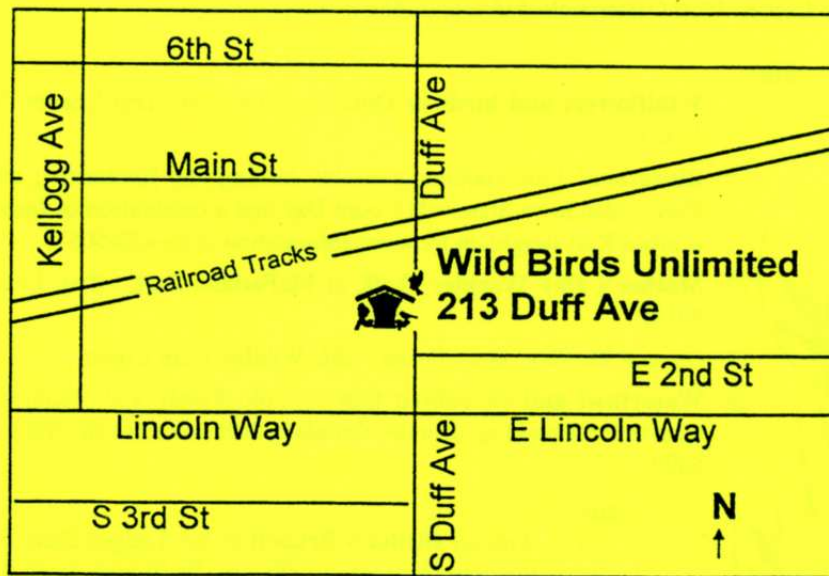 6th St
Kellogg Ave
Main St
Duff Ave
Railroad Tracks
Wild Birds Unlimited
213 Duff Ave
E 2nd St
Lincoln Way
E Lincoln Way
S 3rd St
S Duff Ave
N